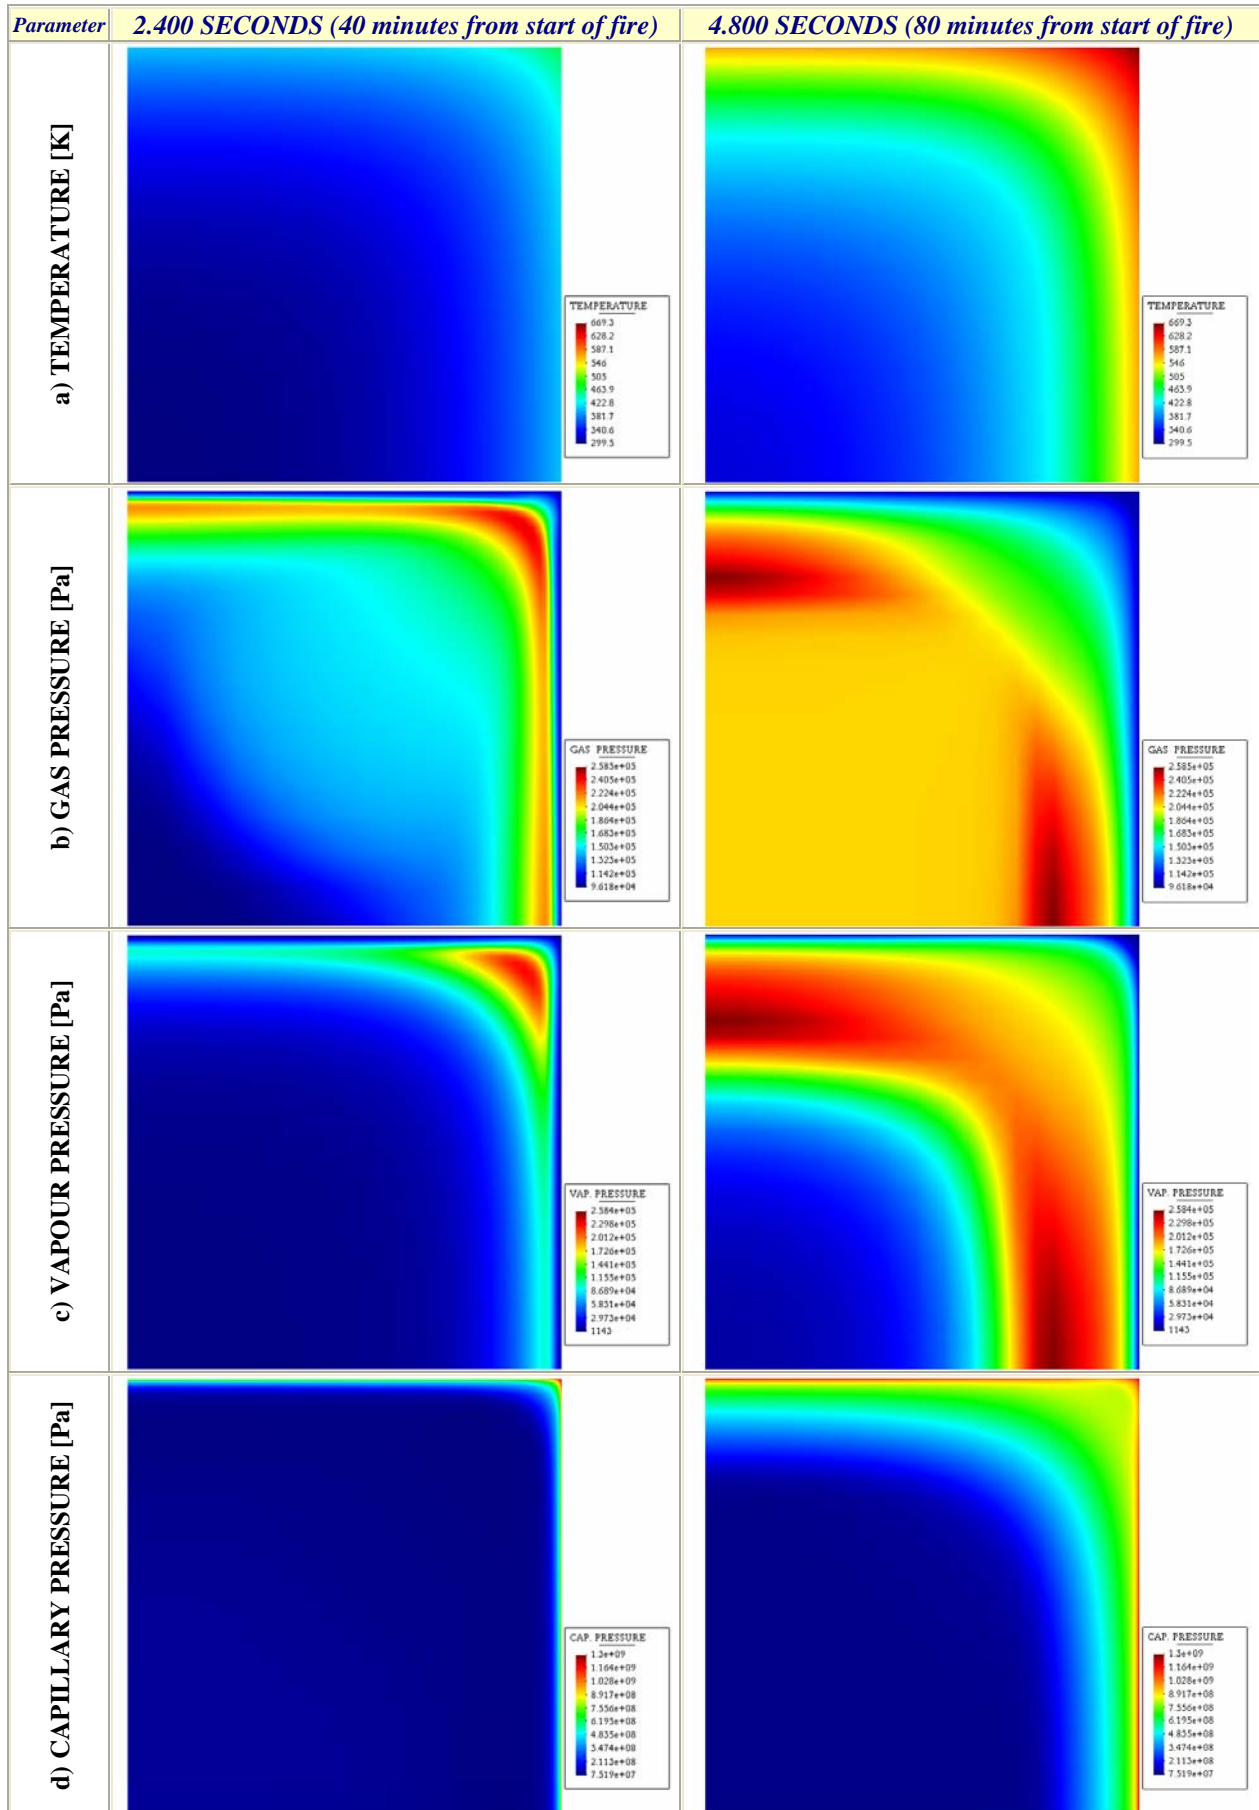 Parameter 2.400 SECONDS (40 minutes from start of fire) 4.800 SECONDS (80 minutes from start of fire)
a) TEMPERATURE [K]
TEMPERATURE
669.3
628.2
587.1
546
505
463.9
422.8
381.7
340.6
299.5
TEMPERATURE
669.3
628.2
587.1
546
505
463.9
422.8
381.7
340.6
299.5
b) GAS PRESSURE [Pa]
GAS PRESSURE
2.585e+05
2.405e+05
2.224e+05
2.044e+05
1.864e+05
1.683e+05
1.503e+05
1.323e+05
1.142e+05
9.618e+04
GAS PRESSURE
2.585e+05
2.405e+05
2.224e+05
2.044e+05
1.864e+05
1.683e+05
1.503e+05
1.323e+05
1.142e+05
9.618e+04
c) VAPOUR PRESSURE [Pa]
VAP. PRESSURE
2.584e+05
2.298e+05
2.012e+05
1.726e+05
1.441e+05
1.155e+05
8.689e+04
5.831e+04
2.973e+04
1143
VAP. PRESSURE
2.584e+05
2.298e+05
2.012e+05
1.726e+05
1.441e+05
1.155e+05
8.689e+04
5.831e+04
2.973e+04
1143
d) CAPILLARY PRESSURE [Pa]
CAP. PRESSURE
1.3e+09
1.164e+09
1.028e+09
8.917e+08
7.556e+08
6.195e+08
4.835e+08
3.474e+08
2.113e+08
7.519e+07
CAP. PRESSURE
1.3e+09
1.164e+09
1.028e+09
8.917e+08
7.556e+08
6.195e+08
4.835e+08
3.474e+08
2.113e+08
7.519e+07